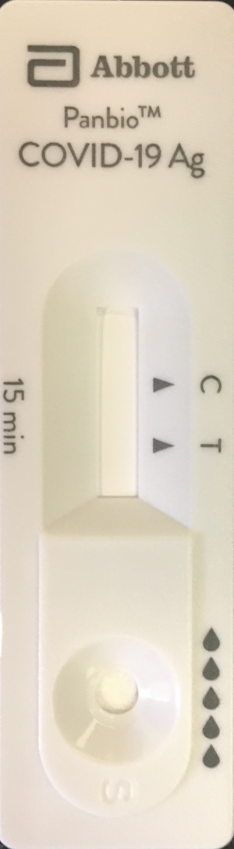 Abbott
Panbio™
COVID-19 Ag
C
T
15 min
S